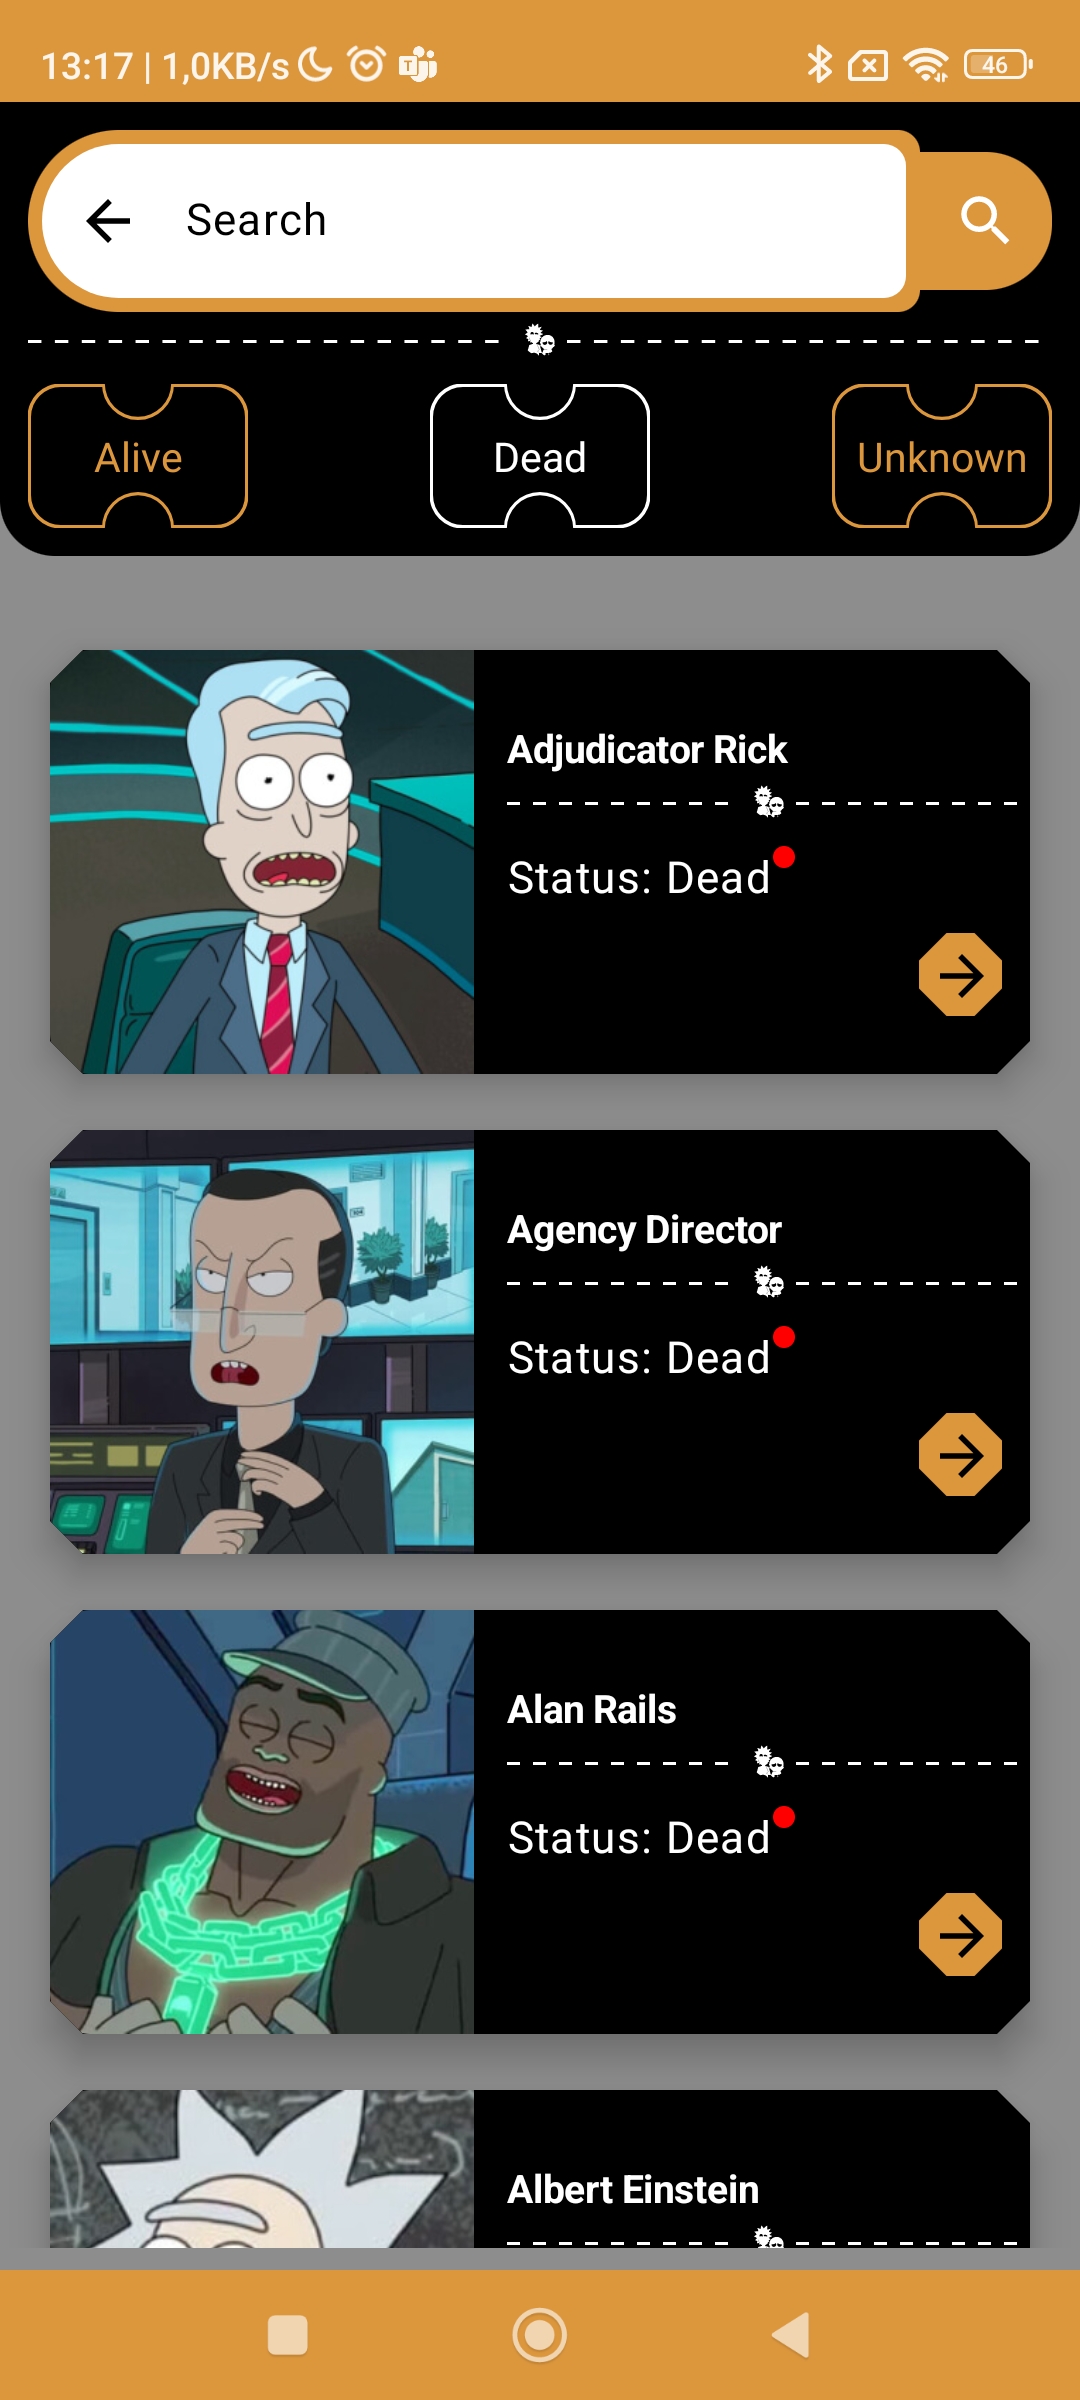 13:17 | 1,0KB/s
46
Search
Alive
Dead
Unknown
Adjudicator Rick
Status: Dead
Agency Director
Status: Dead
Alan Rails
Status: Dead
Albert Einstein